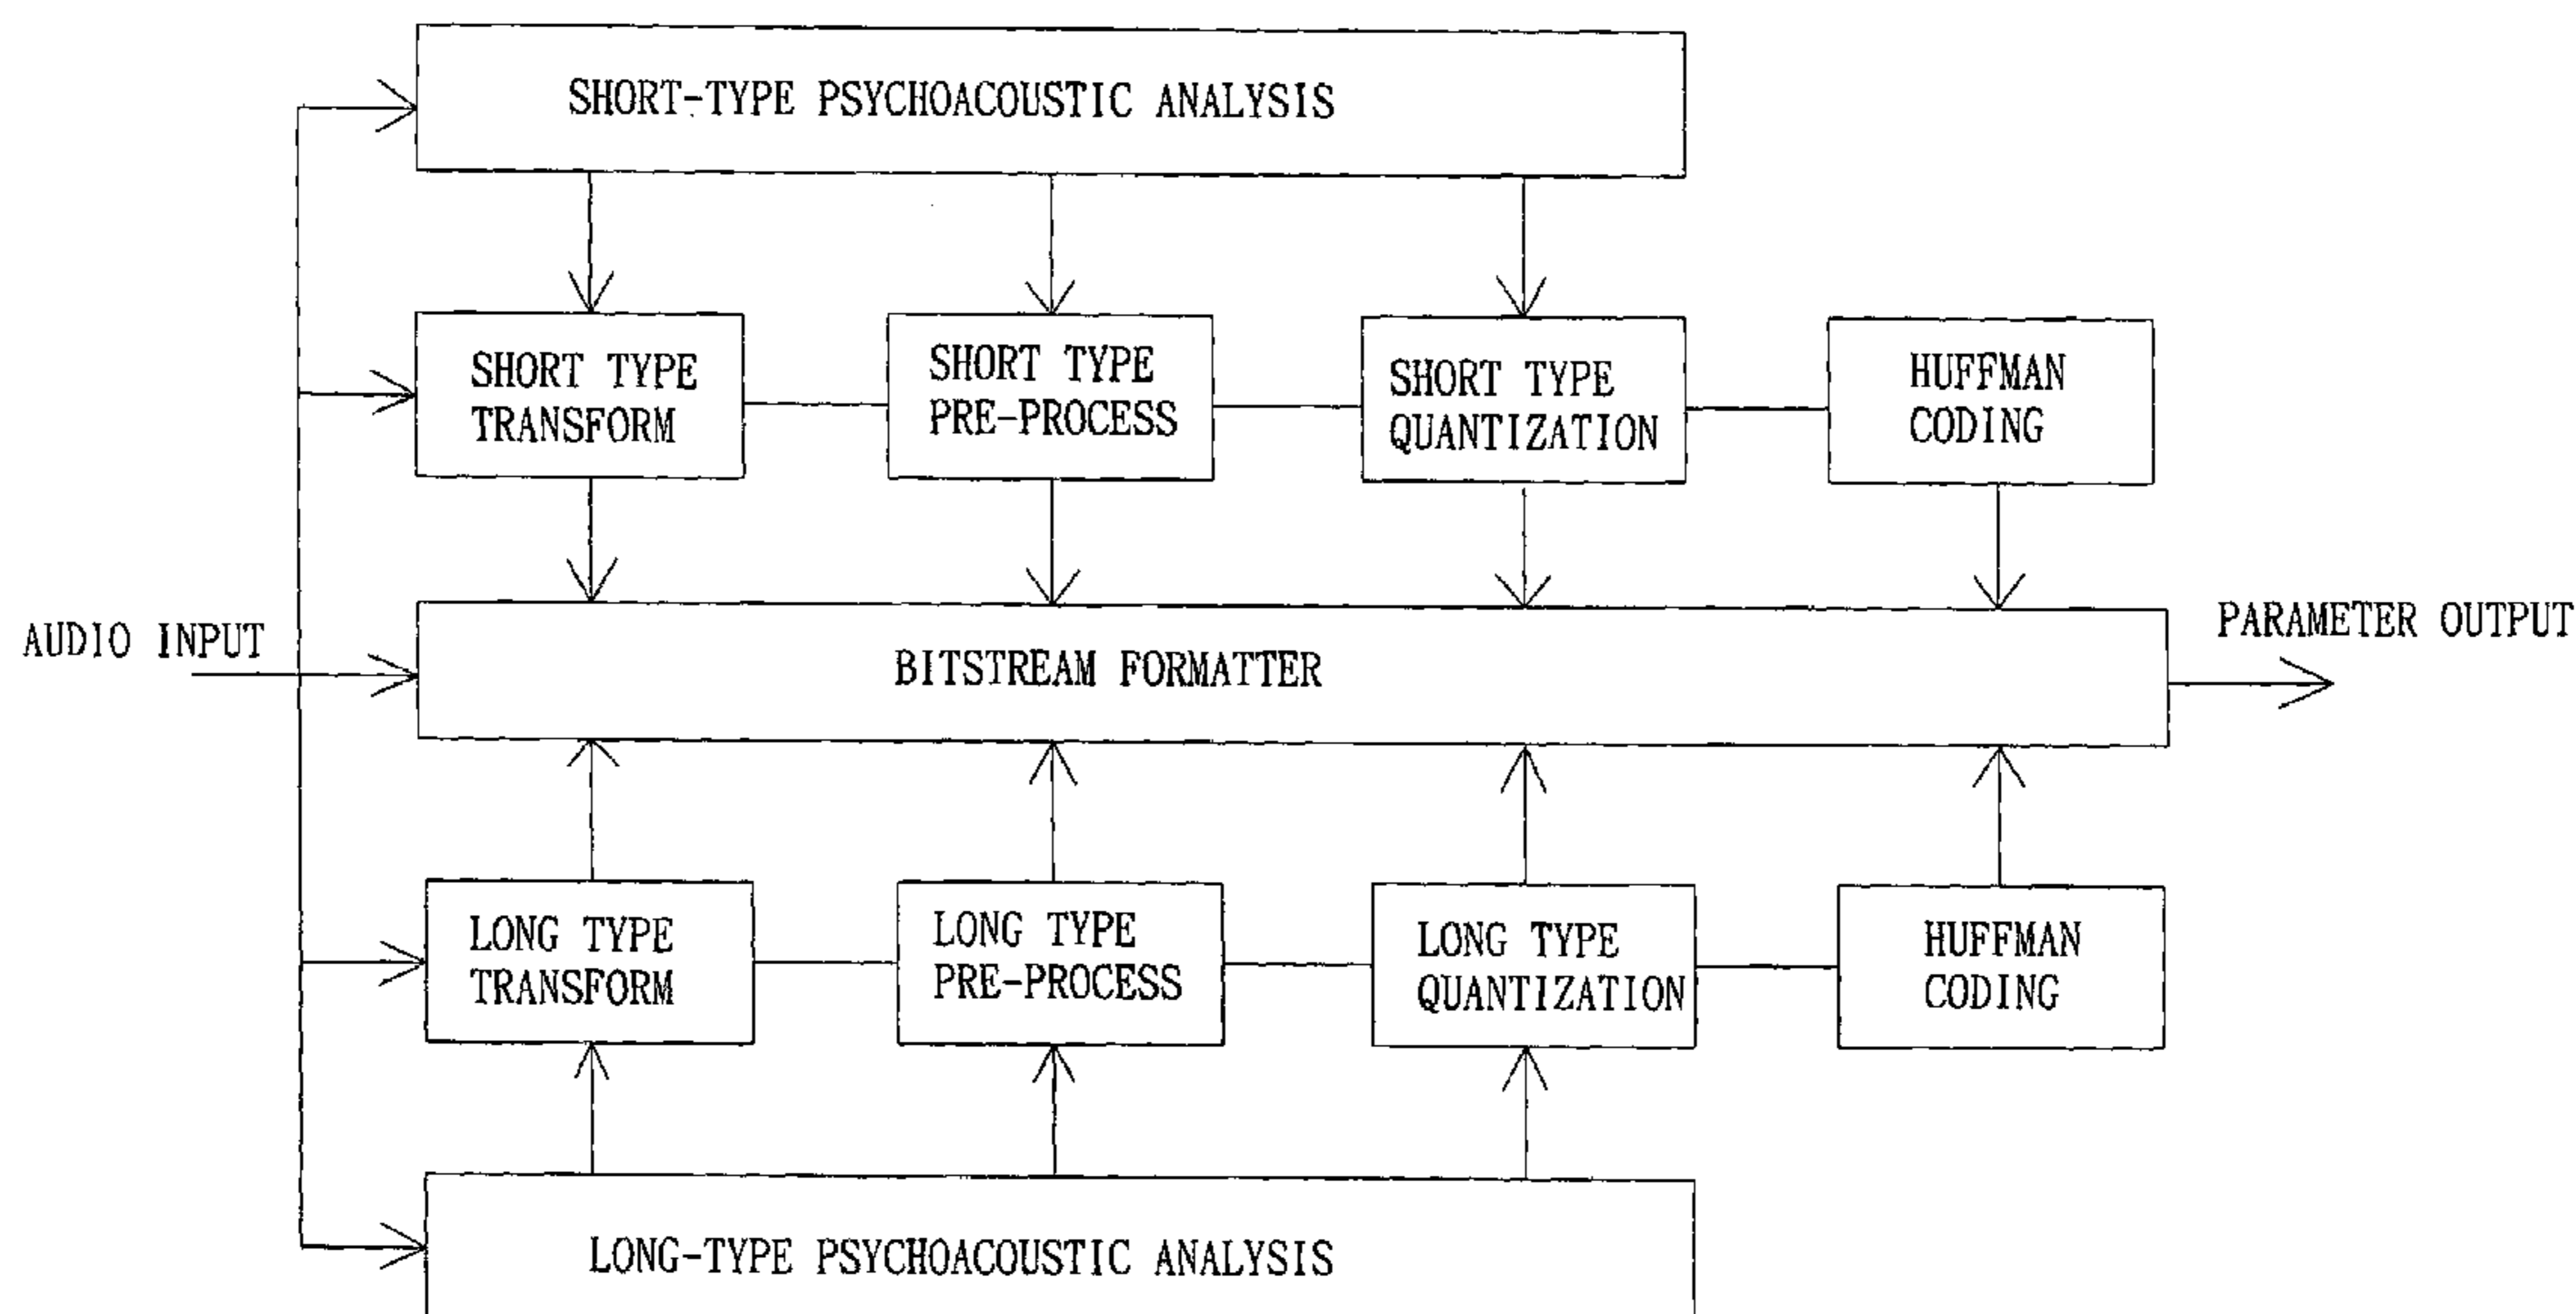 SHORT-TYPE PSYCHOACOUSTIC ANALYSIS
SHORT TYPE
TRANSFORM
SHORT TYPE
PRE-PROCESS
SHORT TYPE
QUANTIZATION
HUFFMAN
CODING
AUDIO INPUT
BITSTREAM FORMATTER
PARAMETER OUTPUT
LONG TYPE
TRANSFORM
LONG TYPE
PRE-PROCESS
LONG TYPE
QUANTIZATION
HUFFMAN
CODING
LONG-TYPE PSYCHOACOUSTIC ANALYSIS